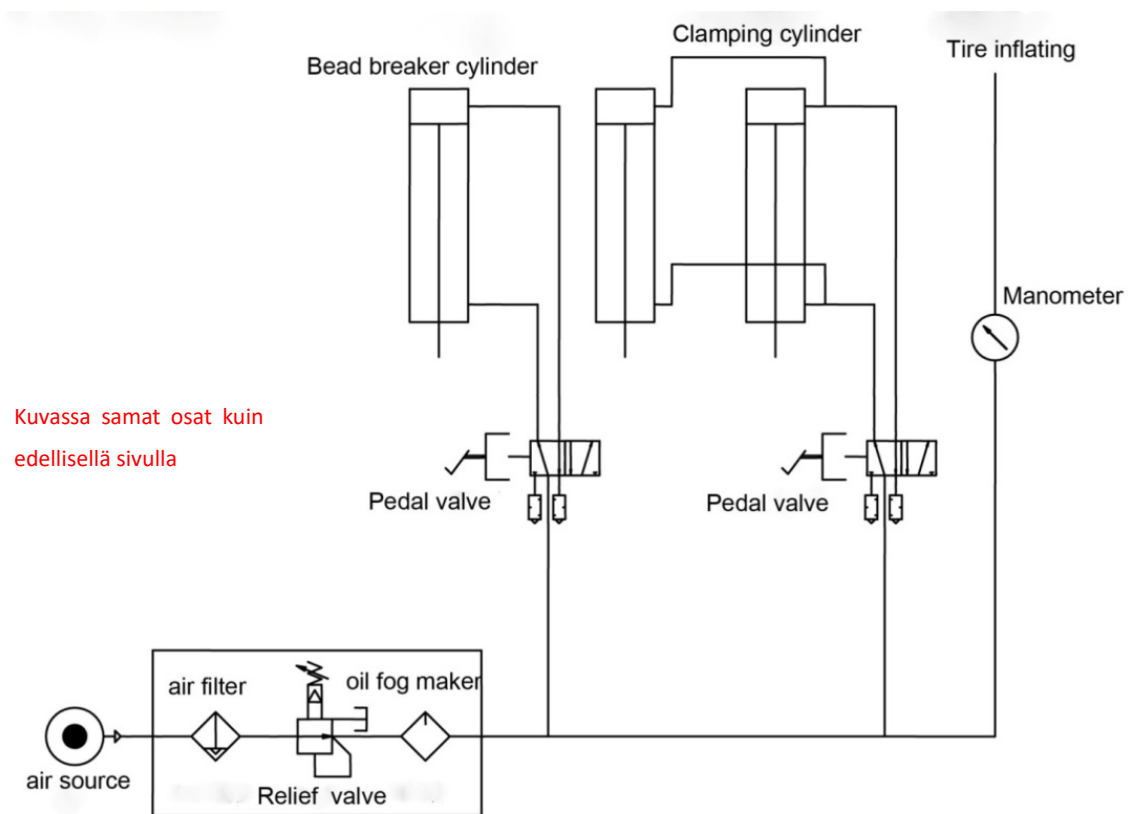 Clamping cylinder
Tire inflating
Bead breaker cylinder
Manometer
Kuvassa samat osat kuin
edellisellä sivulla
Pedal valve
Pedal valve
air filter
oil fog maker
air source
Relief valve